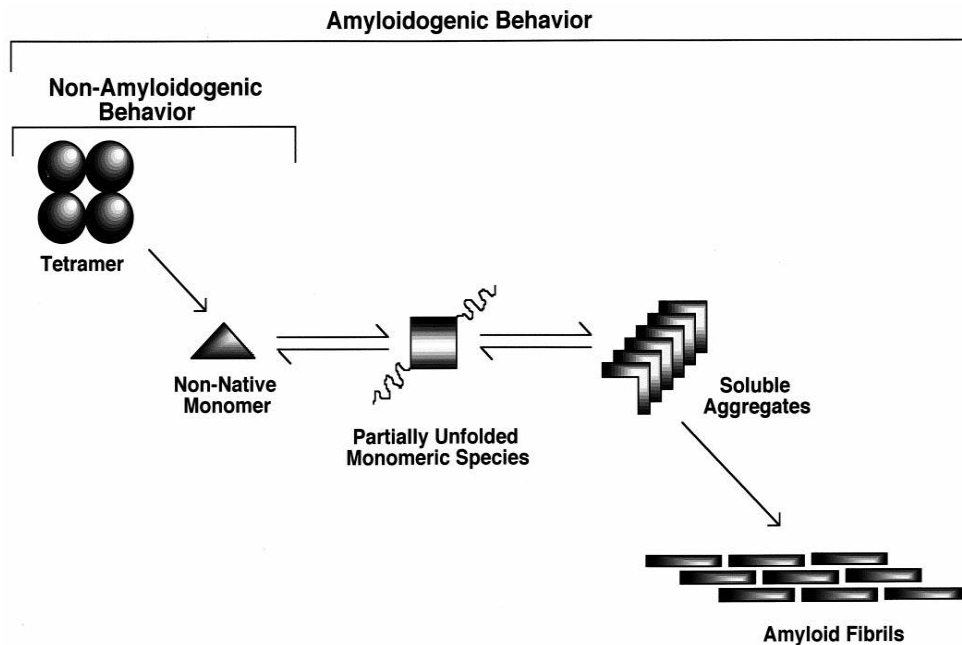 Amyloidogenic Behavior
Non-Amyloidogenic
Behavior
Tetramer
Non-Native
Monomer
Partially Unfolded
Monomeric Species
Soluble
Aggregates
Amyloid Fibrils